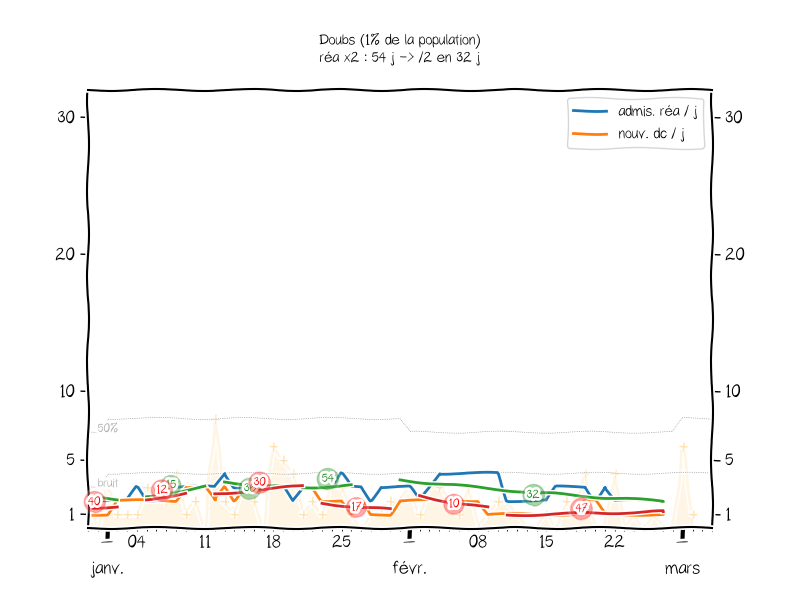 Doubs (1% de la population)
réa x2 : 54 j -> /2 en 32 j
admis. réa / j
nouv. dc / j
30 30
20 20
10 10
50%
5 5
bruit
54
30
12
32
40
17
10
47
1 1
04 11 18 25 08 15 22
janv. févr. mars